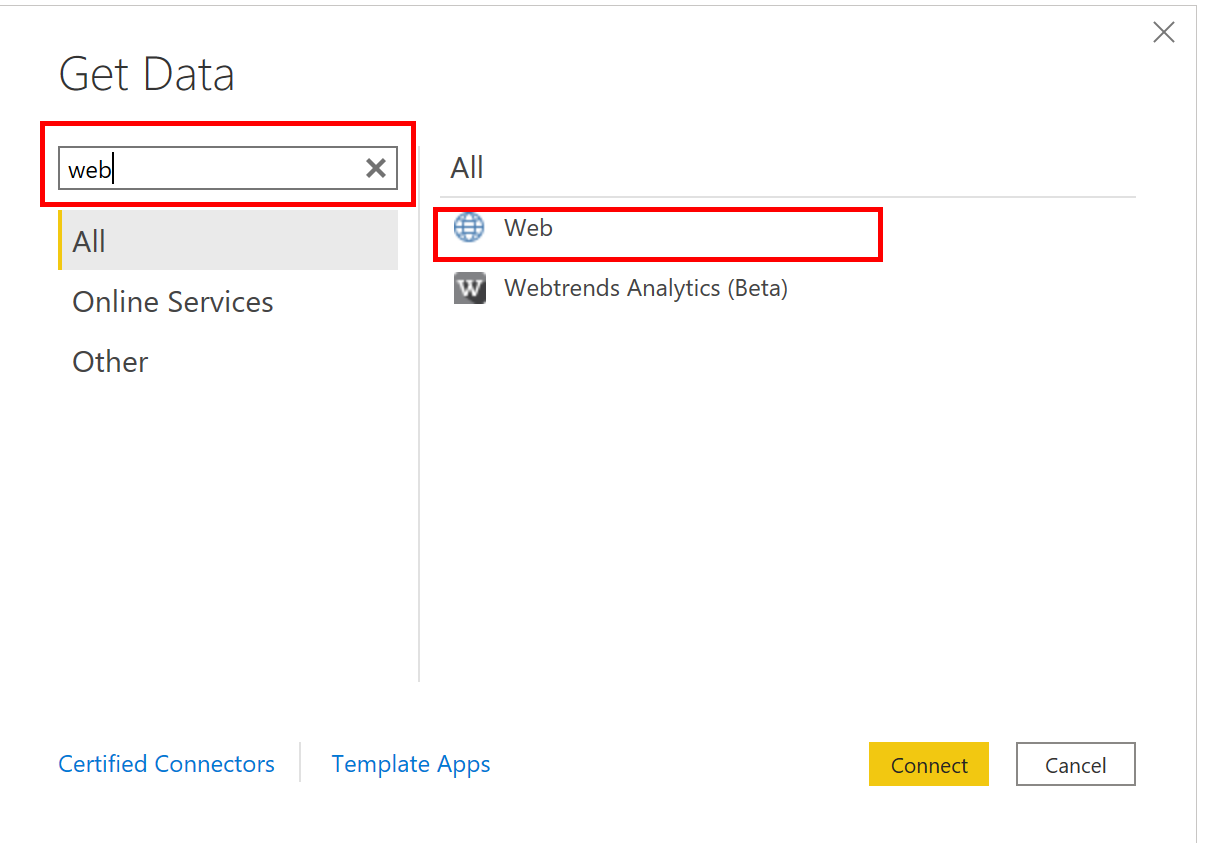 Get Data
web
All
Online Services
Other
All
Web
W Webtrends Analytics (Beta)
Certified Connectors
Template Apps
Connect
Cancel